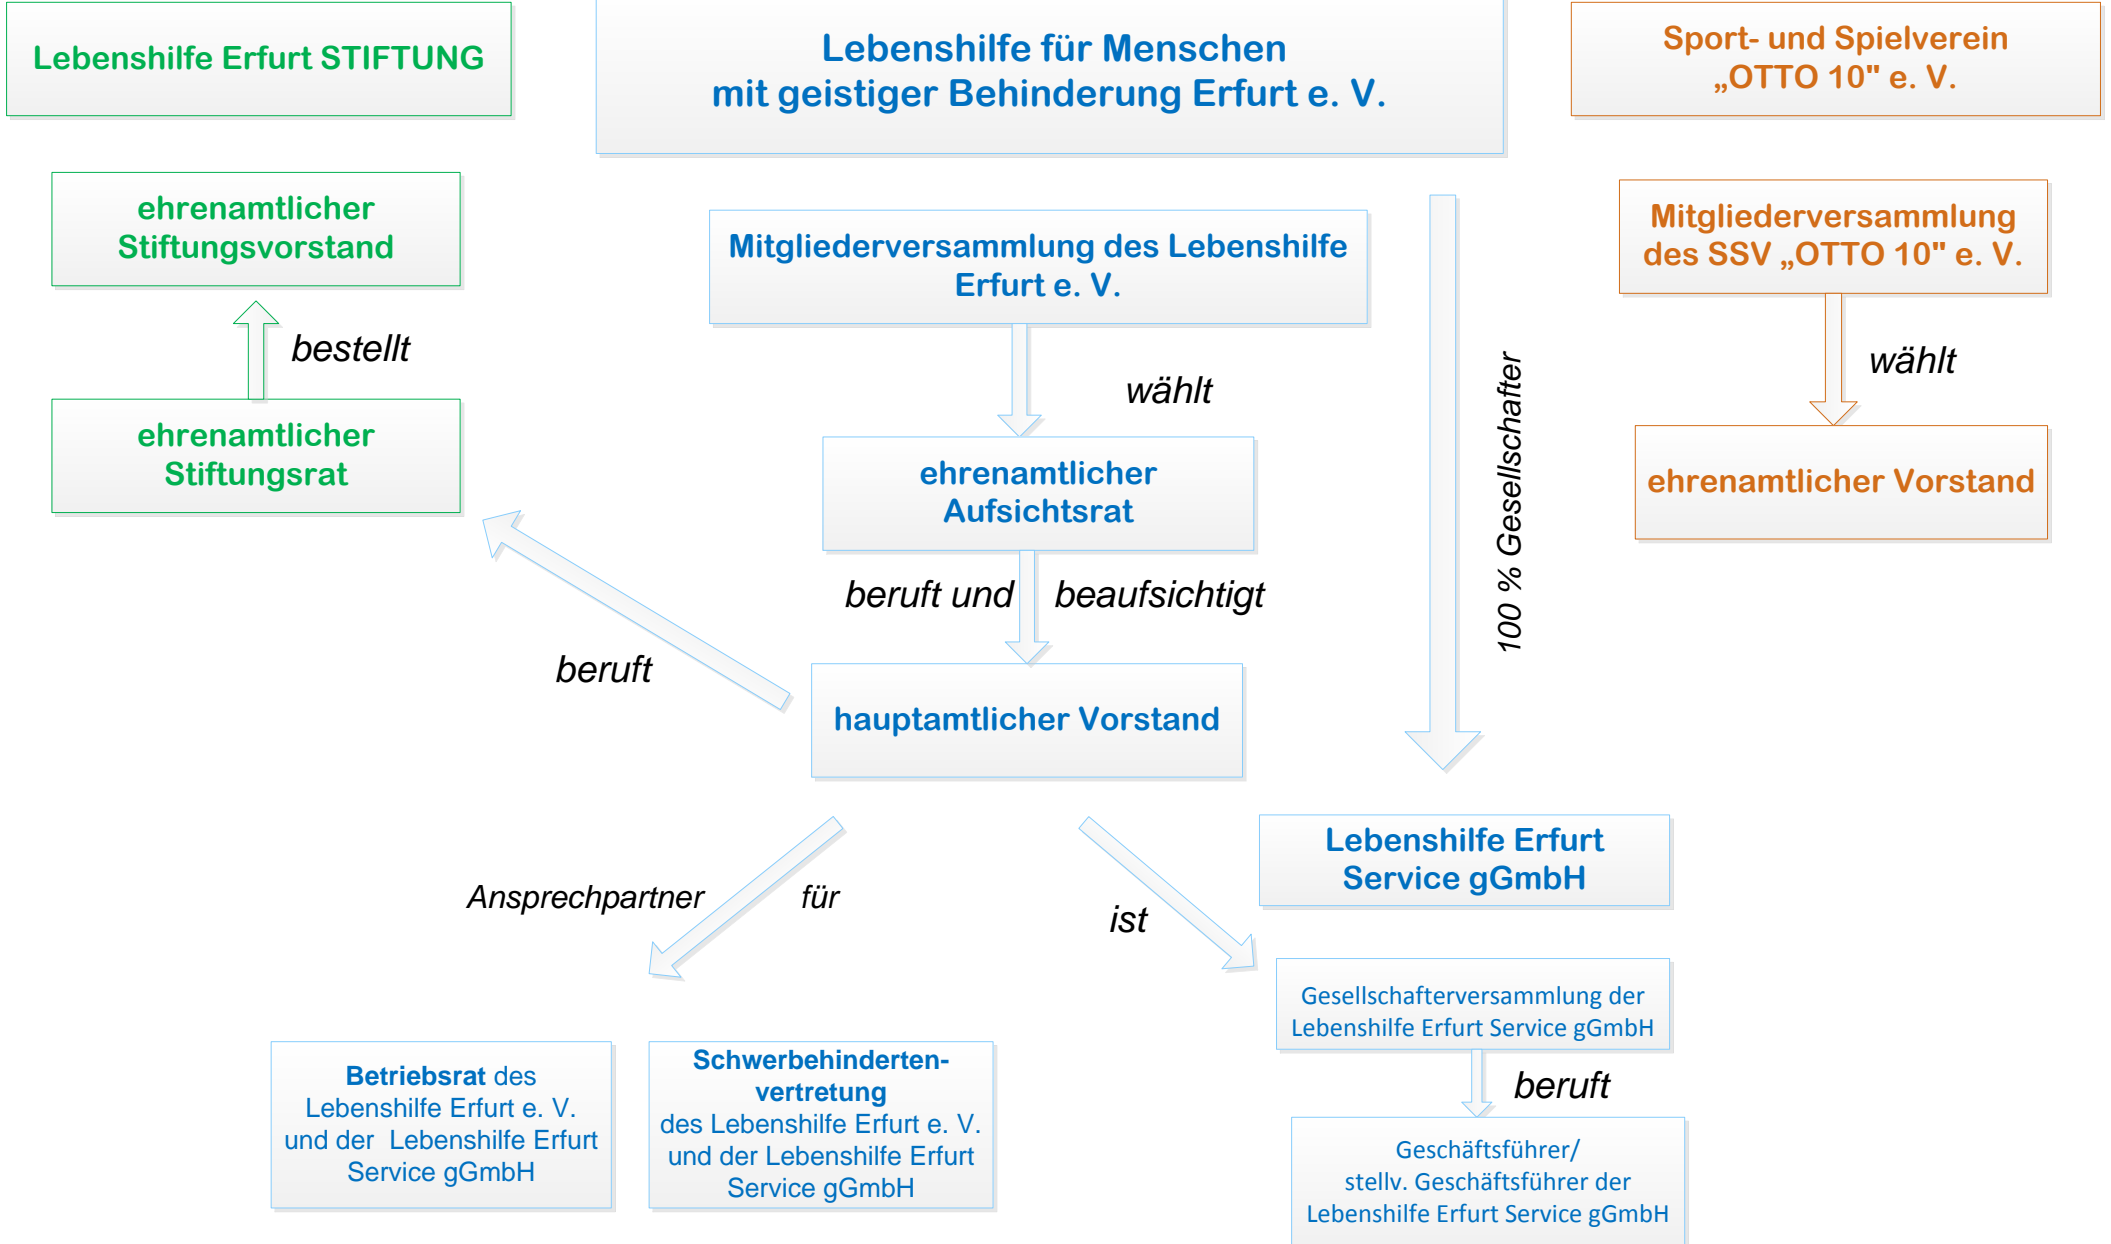 Lebenshilfe Erfurt STIFTUNG
Lebenshilfe für Menschen
mit geistiger Behinderung Erfurt e. V.
Sport- und Spielverein
„OTTO 10" e. V.
ehrenamtlicher
Stiftungsvorstand
bestellt
ehrenamtlicher
Stiftungsrat
Mitgliederversammlung des Lebenshilfe
Erfurt e. V.
wählt
ehrenamtlicher
Aufsichtsrat
beruft und beaufsichtigt
beruft
hauptamtlicher Vorstand
100 % Gesellschafter
Mitgliederversammlung
des SSV „OTTO 10" e. V.
wählt
ehrenamtlicher Vorstand
Ansprechpartner für
ist
Lebenshilfe Erfurt
Service gGmbH
Gesellschafterversammlung der
Lebenshilfe Erfurt Service gGmbH
beruft
Geschäftsführer/
stellv. Geschäftsführer der
Lebenshilfe Erfurt Service gGmbH
Betriebsrat des
Lebenshilfe Erfurt e. V.
und der Lebenshilfe Erfurt
Service gGmbH
Schwerbehinderten-
vertretung
des Lebenshilfe Erfurt e. V.
und der Lebenshilfe Erfurt
Service gGmbH